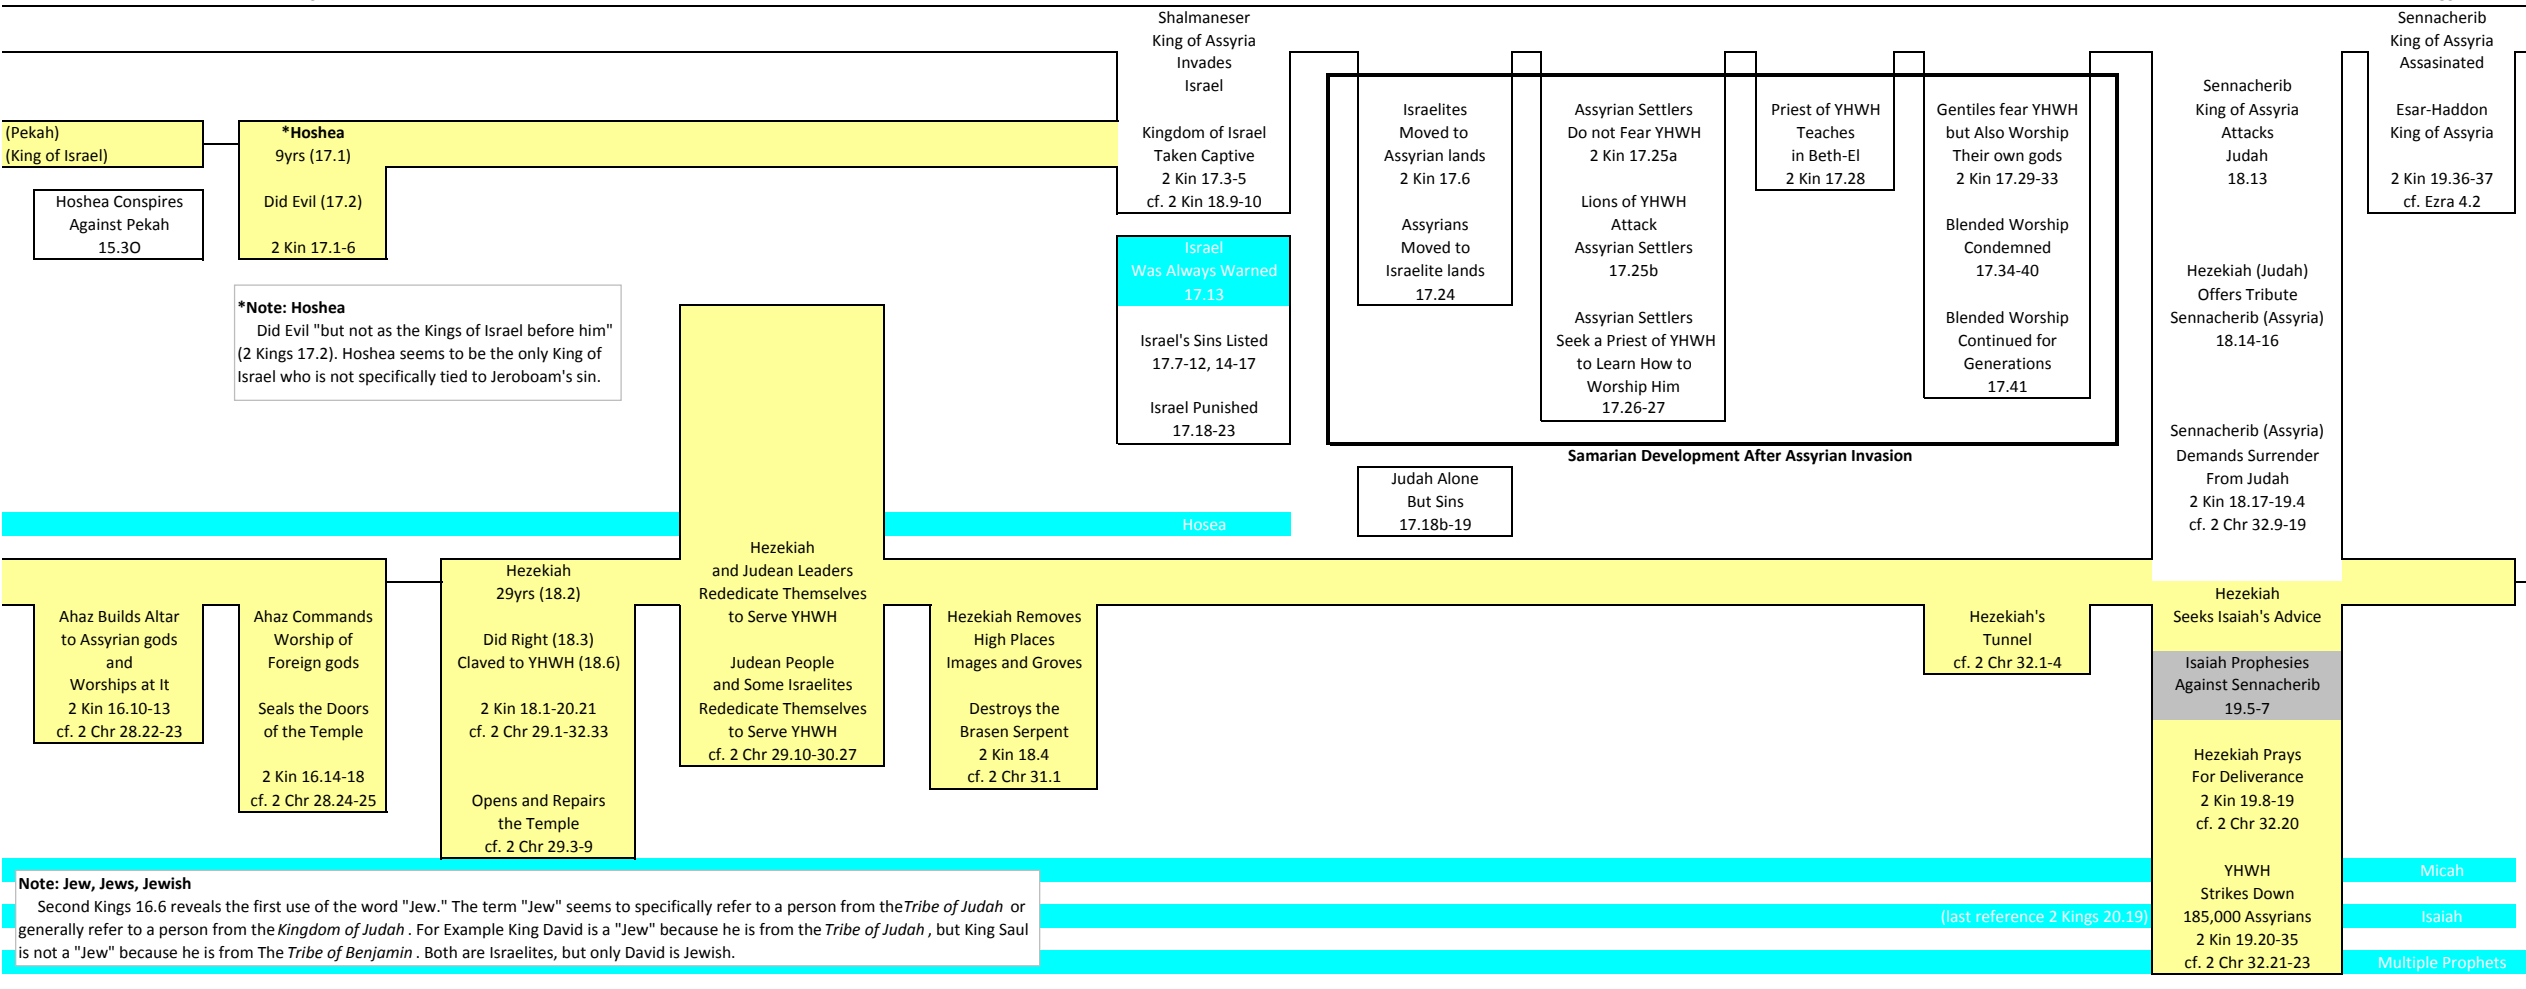 Shalmaneser
King of Assyria
Invades
Israel
Kingdom of Israel
Taken Captive
2 Kin 17.3-5
cf. 2 Kin 18.9-10
Sennacherib
King of Assyria
Assasinated
Esar-Haddon
King of Assyria
2 Kin 19.36-37
cf. Ezra 4.2
(Pekah)
(King of Israel)
Hoshea Conspires
Against Pekah
15.3O
*Hoshea
9yrs (17.1)
Did Evil (17.2)
2 Kin 17.1-6
*Note: Hoshea
Did Evil "but not as the Kings of Israel before him"
(2 Kings 17.2). Hoshea seems to be the only King of
Israel who is not specifically tied to Jeroboam's sin.
Israel
Was Always Warned
17.13
Israel's Sins Listed
17.7-12, 14-17
Israel Punished
17.18-23
Israelites
Moved to
Assyrian lands
2 Kin 17.6
Assyrians
Moved to
Israelite lands
17.24
Assyrian Settlers
Do not Fear YHWH
2 Kin 17.25a
Lions of YHWH
Attack
Assyrian Settlers
17.25b
Assyrian Settlers
Seek a Priest of YHWH
to Learn How to
Worship Him
17.26-27
Priest of YHWH
Teaches
in Beth-El
2 Kin 17.28
Gentiles fear YHWH
but Also Worship
Their own gods
2 Kin 17.29-33
Blended Worship
Condemned
17.34-40
Blended Worship
Continued for
Generations
17.41
Samarian Development After Assyrian Invasion
Judah Alone
But Sins
17.18b-19
Sennacherib
King of Assyria
Attacks
Judah
18.13
Hezekiah (Judah)
Offers Tribute
Sennacherib (Assyria)
18.14-16
Sennacherib (Assyria)
Demands Surrender
From Judah
2 Kin 18.17-19.4
cf. 2 Chr 32.9-19
Hosea
Ahaz Builds Altar
to Assyrian gods
and
Worships at It
2 Kin 16.10-13
cf. 2 Chr 28.22-23
Ahaz Commands
Worship of
Foreign gods
Seals the Doors
of the Temple
2 Kin 16.14-18
cf. 2 Chr 28.24-25
Hezekiah
29yrs (18.2)
Did Right (18.3)
Claved to YHWH (18.6)
2 Kin 18.1-20.21
cf. 2 Chr 29.1-32.33
Opens and Repairs
the Temple
cf. 2 Chr 29.3-9
Hezekiah
and Judean Leaders
Rededicate Themselves
to Serve YHWH
Judean People
and Some Israelites
Rededicate Themselves
to Serve YHWH
cf. 2 Chr 29.10-30.27
Hezekiah Removes
High Places
Images and Groves
Destroys the
Brasen Serpent
2 Kin 18.4
cf. 2 Chr 31.1
Hezekiah's
Tunnel
cf. 2 Chr 32.1-4
Hezekiah
Seeks Isaiah's Advice
Isaiah Prophesies
Against Sennacherib
19.5-7
Hezekiah Prays
For Deliverance
2 Kin 19.8-19
cf. 2 Chr 32.20
YHWH
Strikes Down
185,000 Assyrians
2 Kin 19.20-35
cf. 2 Chr 32.21-23
Micah
(last reference 2 Kings 20.19)
Isaiah
Multiple Prophets
Note: Jew, Jews, Jewish
Second Kings 16.6 reveals the first use of the word "Jew." The term "Jew" seems to specifically refer to a person from the Tribe of Judah or
generally refer to a person from the Kingdom of Judah . For Example King David is a "Jew" because he is from the Tribe of Judah , but King Saul
is not a "Jew" because he is from The Tribe of Benjamin . Both are Israelites, but only David is Jewish.